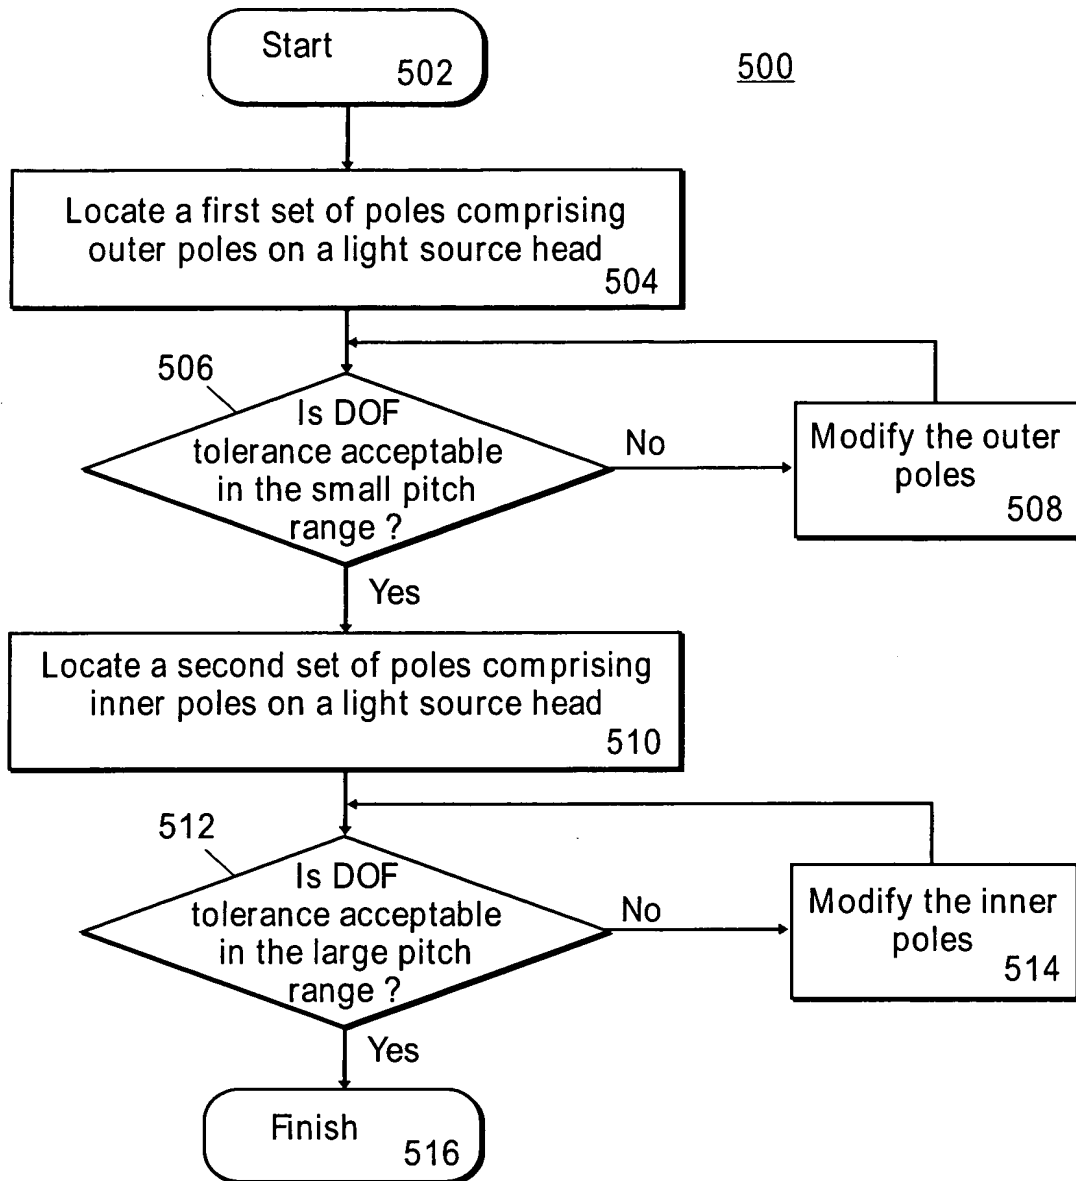 Start
502
500
Locate a first set of poles comprising
outer poles on a light source head
504
506
Is DOF
tolerance acceptable
in the small pitch
range ?
No
Modify the outer
poles
508
Yes
Locate a second set of poles comprising
inner poles on a light source head
510
512
Is DOF
tolerance acceptable
in the large pitch
range ?
No
Modify the inner
poles
514
Yes
Finish
516